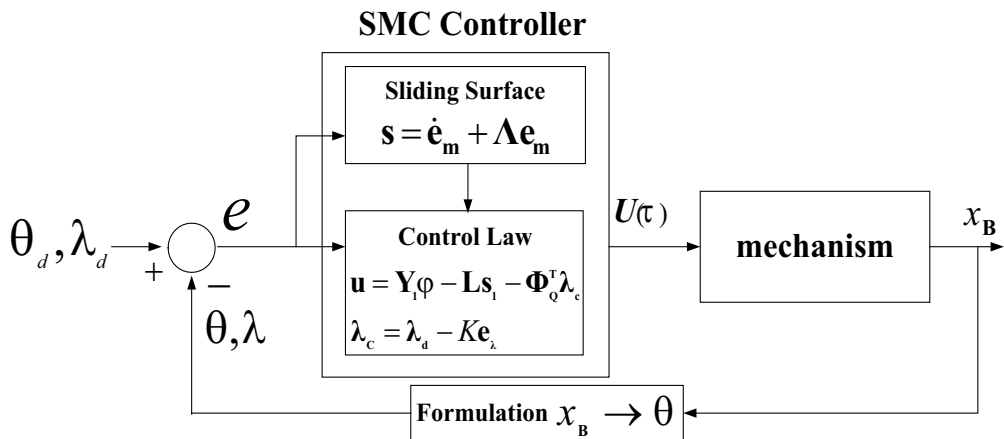 SMC Controller
Sliding Surface
s = ė_m + Λe_m
θ_d, λ_d
+
−
e
θ, λ
Control Law
u = Y_1φ − Ls_1 − Φ_Q^T λ_c
λ_C = λ_d − Ke_λ
U(τ)
mechanism
x_B
Formulation x_B → θ